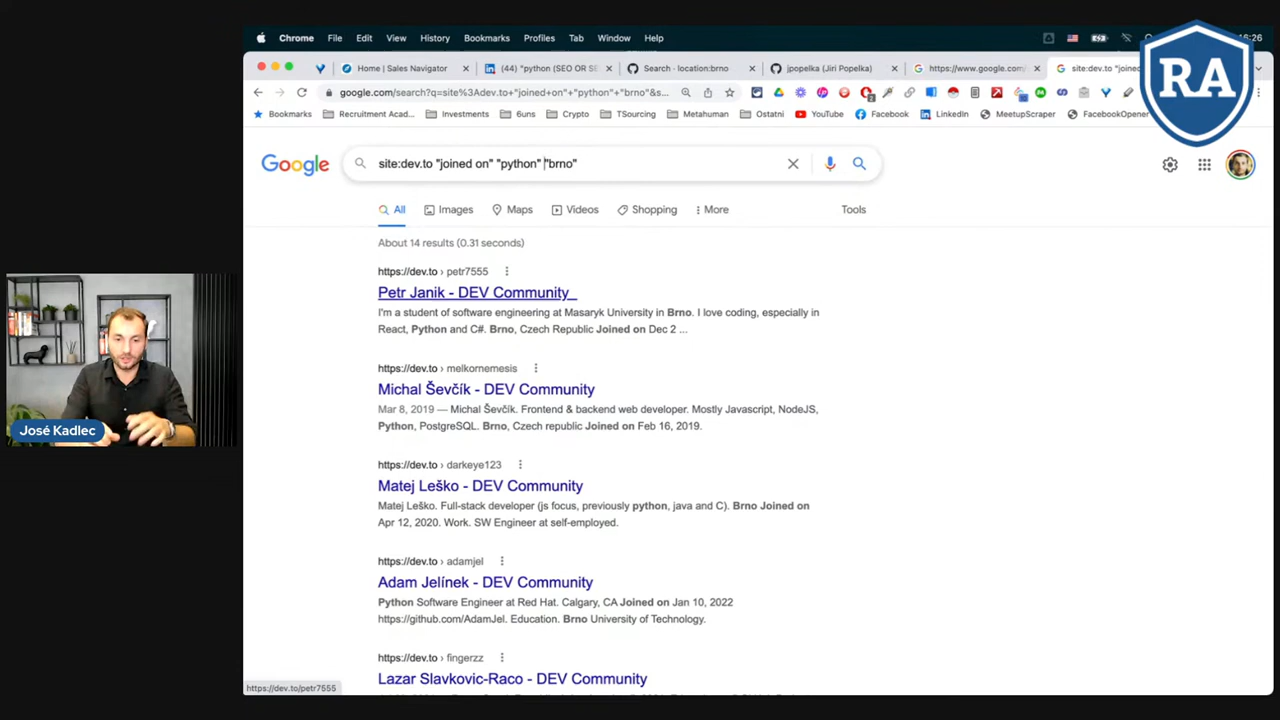 Chrome File Edit View History Bookmarks Profiles Tab Window Help
16:26
RA
Home | Sales Navigator
(44) "python (SEO OR SE
Search · location:brno
jpopelka (Jiri Popelka)
https://www.google.com/
site:dev.to "joined
google.com/search?q=site%3Adev.to+"joined+on"+"python"+"brno"&s...
Bookmarks
Recruitment Acad...
Investments
6uns
Crypto
TSourcing
Metahuman
Ostatni
YouTube
Facebook
LinkedIn
MeetupScraper
FacebookOpener
Google
site:dev.to "joined on" "python" "brno"
All
Images
Maps
Videos
Shopping
More
Tools
About 14 results (0.31 seconds)
https://dev.to › petr7555
Petr Janik - DEV Community
I'm a student of software engineering at Masaryk University in Brno. I love coding, especially in
React, Python and C#. Brno, Czech Republic Joined on Dec 2 ...
https://dev.to › melkornemesis
Michal Ševčík - DEV Community
Mar 8, 2019 — Michal Ševčík. Frontend & backend web developer. Mostly Javascript, NodeJS,
Python, PostgreSQL. Brno, Czech republic Joined on Feb 16, 2019.
https://dev.to › darkeye123
Matej Leško - DEV Community
Matej Leško. Full-stack developer (js focus, previously python, java and C). Brno Joined on
Apr 12, 2020. Work. SW Engineer at self-employed.
https://dev.to › adamjel
Adam Jelínek - DEV Community
Python Software Engineer at Red Hat. Calgary, CA Joined on Jan 10, 2022
https://github.com/AdamJel. Education. Brno University of Technology.
https://dev.to › fingerzz
Lazar Slavkovic-Raco - DEV Community
https://dev.to/petr7555
José Kadlec